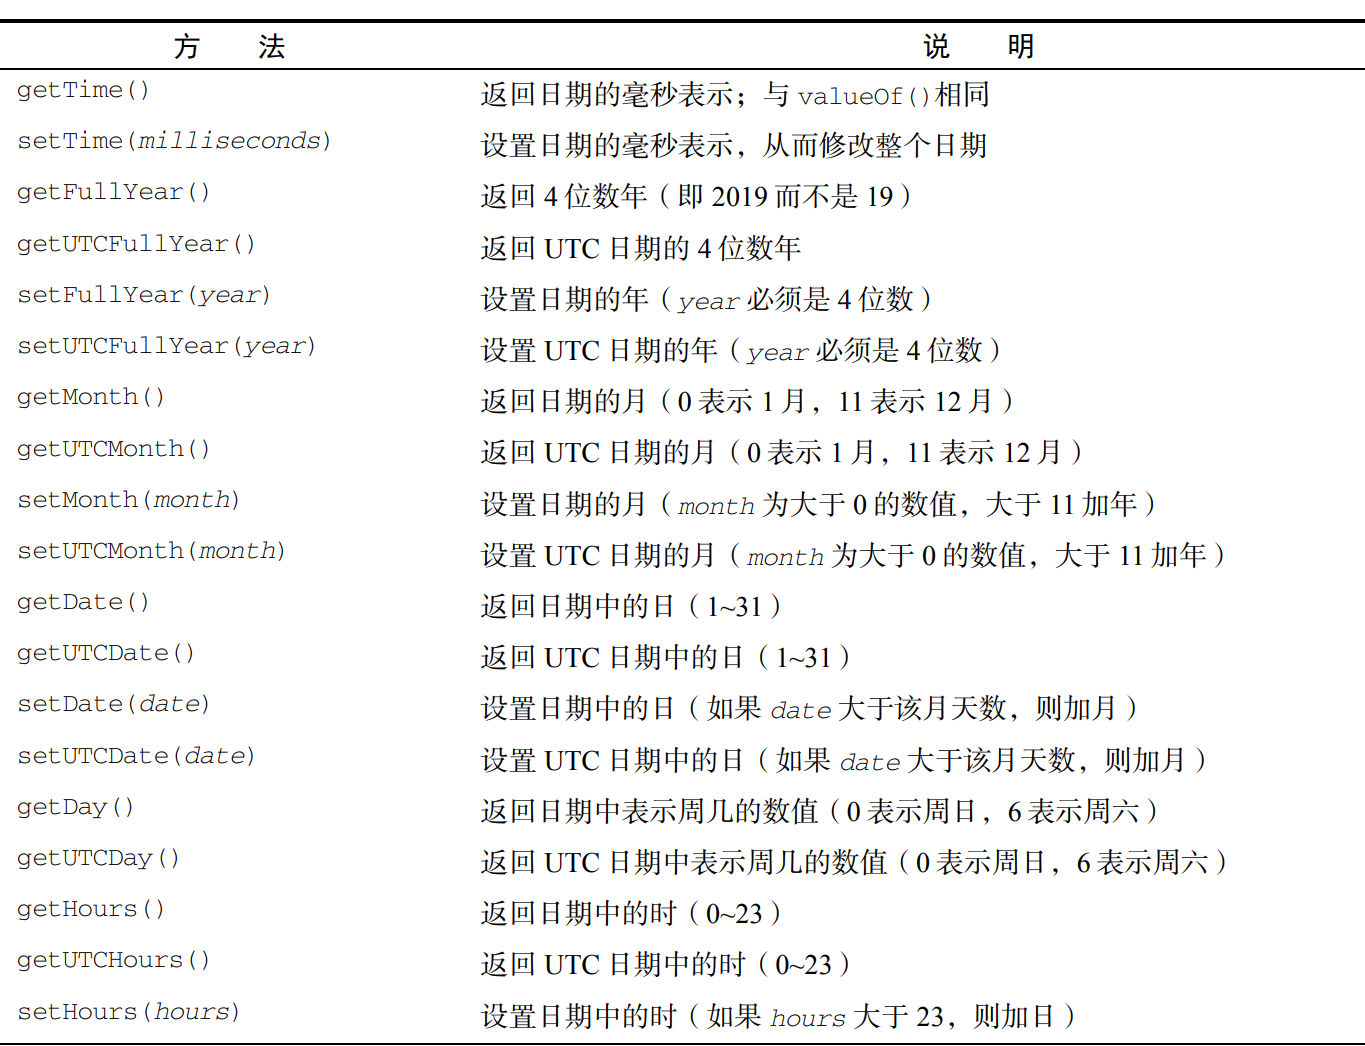 方 法 说 明
getTime() 返回日期的毫秒表示；与 valueOf()相同
setTime(milliseconds) 设置日期的毫秒表示，从而修改整个日期
getFullYear() 返回 4 位数年（即 2019 而不是 19）
getUTCFullYear() 返回 UTC 日期的 4 位数年
setFullYear(year) 设置日期的年（year 必须是 4 位数）
setUTCFullYear(year) 设置 UTC 日期的年（year 必须是 4 位数）
getMonth() 返回日期的月（0 表示 1 月，11 表示 12 月）
getUTCMonth() 返回 UTC 日期的月（0 表示 1 月，11 表示 12 月）
setMonth(month) 设置日期的月（month 为大于 0 的数值，大于 11 加年）
setUTCMonth(month) 设置 UTC 日期的月（month 为大于 0 的数值，大于 11 加年）
getDate() 返回日期中的日（1~31）
getUTCDate() 返回 UTC 日期中的日（1~31）
setDate(date) 设置日期中的日（如果 date 大于该月天数，则加月）
setUTCDate(date) 设置 UTC 日期中的日（如果 date 大于该月天数，则加月）
getDay() 返回日期中表示周几的数值（0 表示周日，6 表示周六）
getUTCDay() 返回 UTC 日期中表示周几的数值（0 表示周日，6 表示周六）
getHours() 返回日期中的时（0~23）
getUTCHours() 返回 UTC 日期中的时（0~23）
setHours(hours) 设置日期中的时（如果 hours 大于 23，则加日）